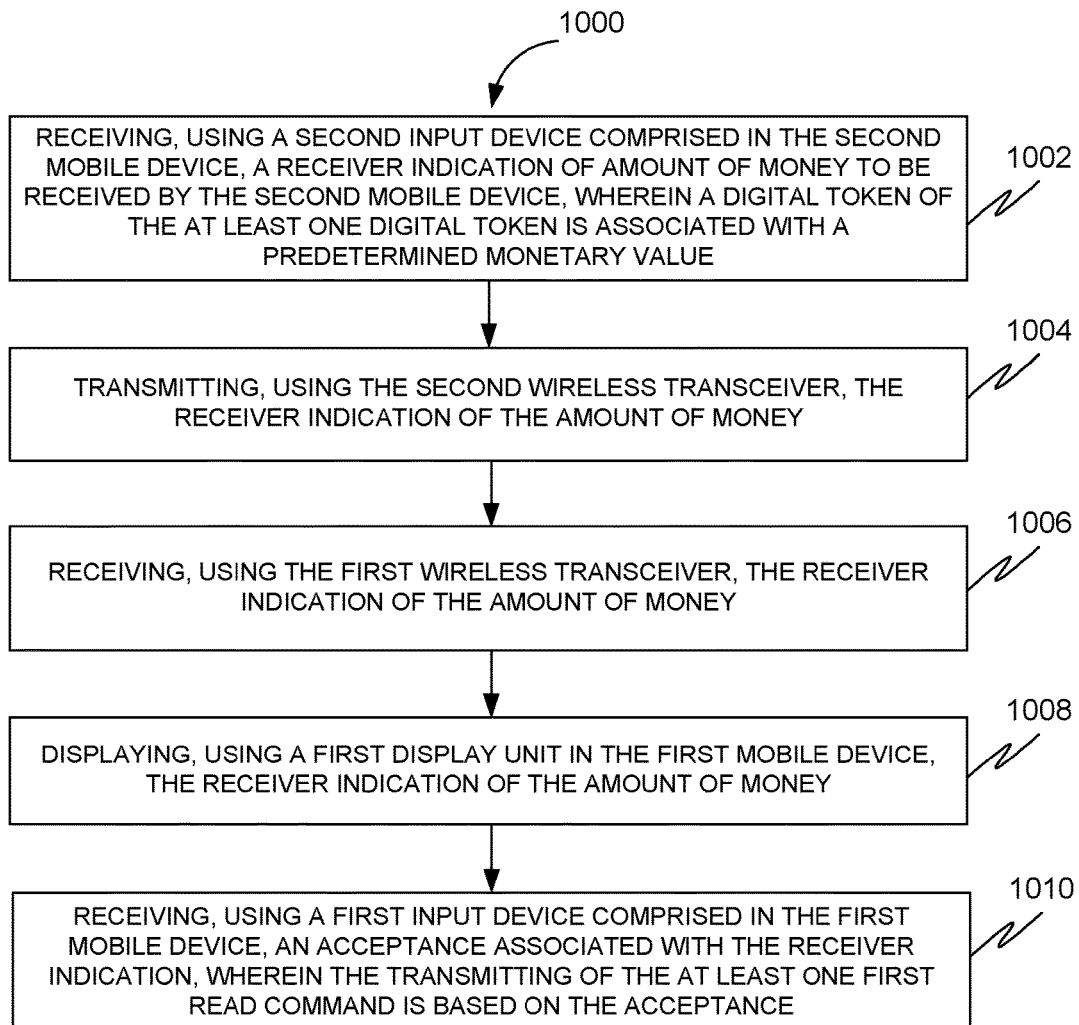 1000
RECEIVING, USING A SECOND INPUT DEVICE COMPRISED IN THE SECOND
MOBILE DEVICE, A RECEIVER INDICATION OF AMOUNT OF MONEY TO BE
RECEIVED BY THE SECOND MOBILE DEVICE, WHEREIN A DIGITAL TOKEN OF
THE AT LEAST ONE DIGITAL TOKEN IS ASSOCIATED WITH A
PREDETERMINED MONETARY VALUE
1002
TRANSMITTING, USING THE SECOND WIRELESS TRANSCEIVER, THE
RECEIVER INDICATION OF THE AMOUNT OF MONEY
1004
RECEIVING, USING THE FIRST WIRELESS TRANSCEIVER, THE RECEIVER
INDICATION OF THE AMOUNT OF MONEY
1006
DISPLAYING, USING A FIRST DISPLAY UNIT IN THE FIRST MOBILE DEVICE,
THE RECEIVER INDICATION OF THE AMOUNT OF MONEY
1008
RECEIVING, USING A FIRST INPUT DEVICE COMPRISED IN THE FIRST
MOBILE DEVICE, AN ACCEPTANCE ASSOCIATED WITH THE RECEIVER
INDICATION, WHEREIN THE TRANSMITTING OF THE AT LEAST ONE FIRST
READ COMMAND IS BASED ON THE ACCEPTANCE
1010